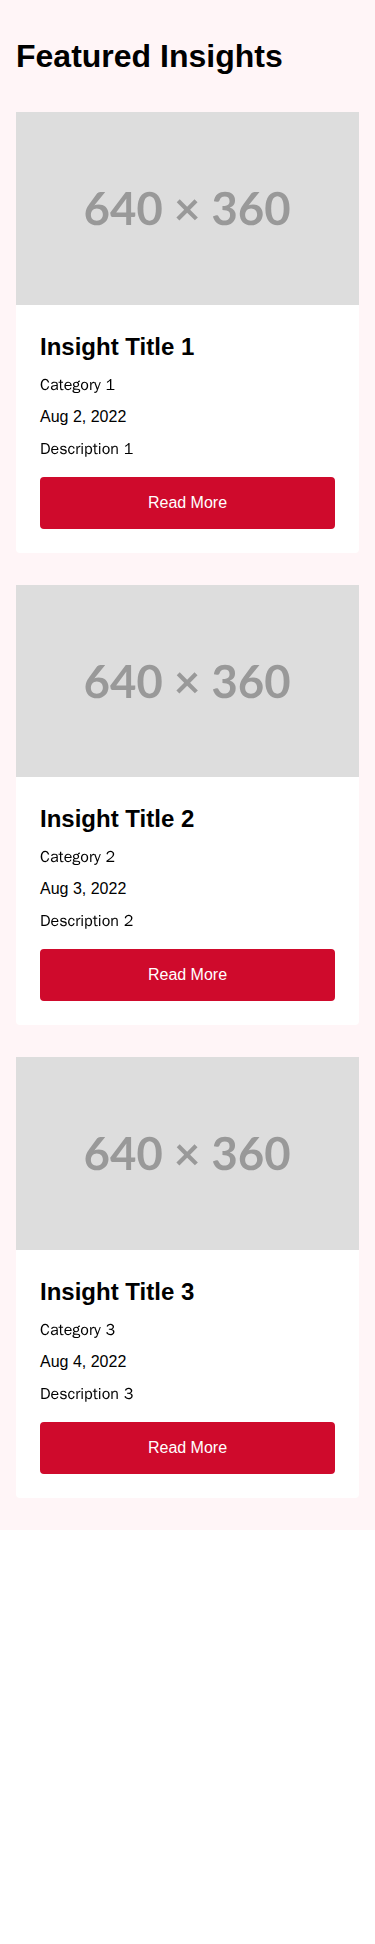 Featured Insights
640 × 360
Insight Title 1
Category 1
Aug 2, 2022
Description 1
Read More
640 × 360
Insight Title 2
Category 2
Aug 3, 2022
Description 2
Read More
640 × 360
Insight Title 3
Category 3
Aug 4, 2022
Description 3
Read More